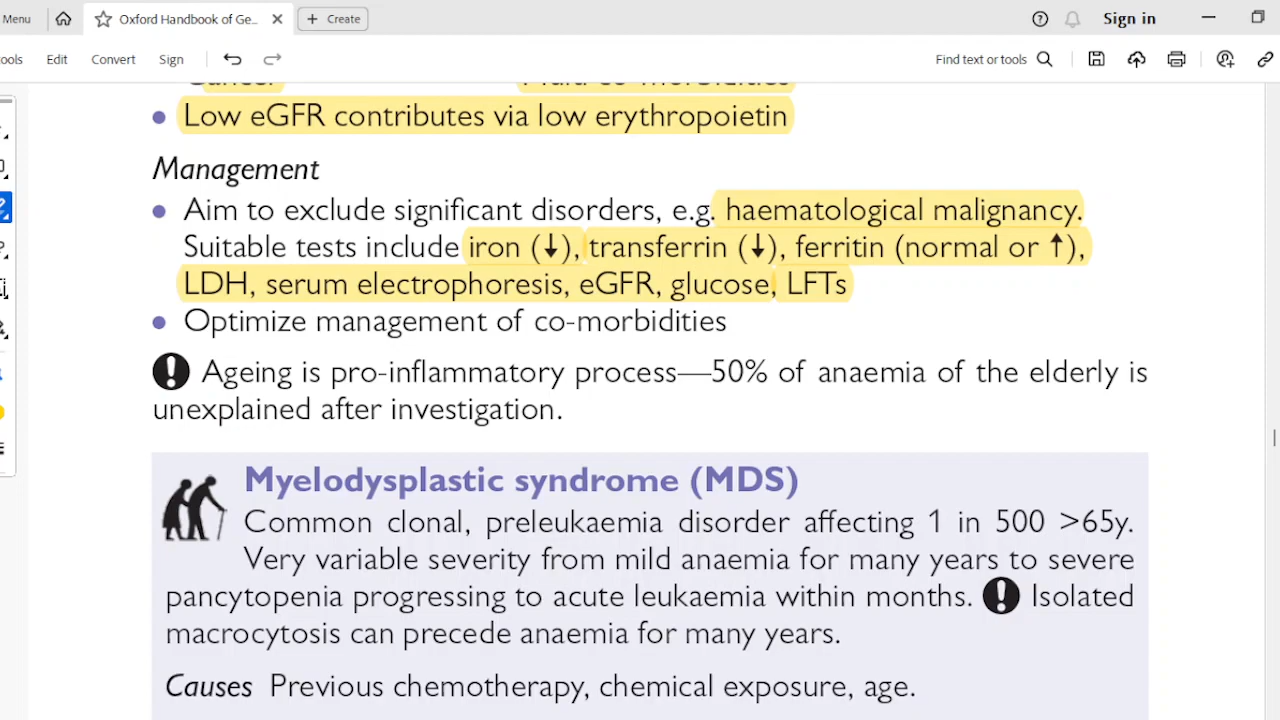 Menu
Oxford Handbook of Ge...
Create
Sign in
ools
Edit
Convert
Sign
Find text or tools
Cancer
Multi co-morbidities
• Low eGFR contributes via low erythropoietin
Management
• Aim to exclude significant disorders, e.g. haematological malignancy.
Suitable tests include iron (↓), transferrin (↓), ferritin (normal or ↑),
LDH, serum electrophoresis, eGFR, glucose, LFTs
• Optimize management of co-morbidities
Ageing is pro-inflammatory process—50% of anaemia of the elderly is
unexplained after investigation.
Myelodysplastic syndrome (MDS)
Common clonal, preleukaemia disorder affecting 1 in 500 >65y.
Very variable severity from mild anaemia for many years to severe
pancytopenia progressing to acute leukaemia within months. Isolated
macrocytosis can precede anaemia for many years.
Causes Previous chemotherapy, chemical exposure, age.